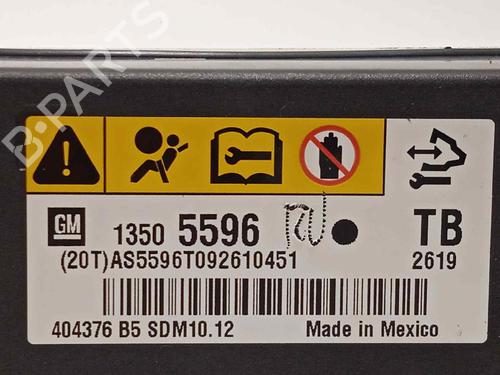 B-PARTS
GM
1350 5596 TB
(20T)AS5596T092610451 2619
404376 B5 SDM10.12 Made in Mexico